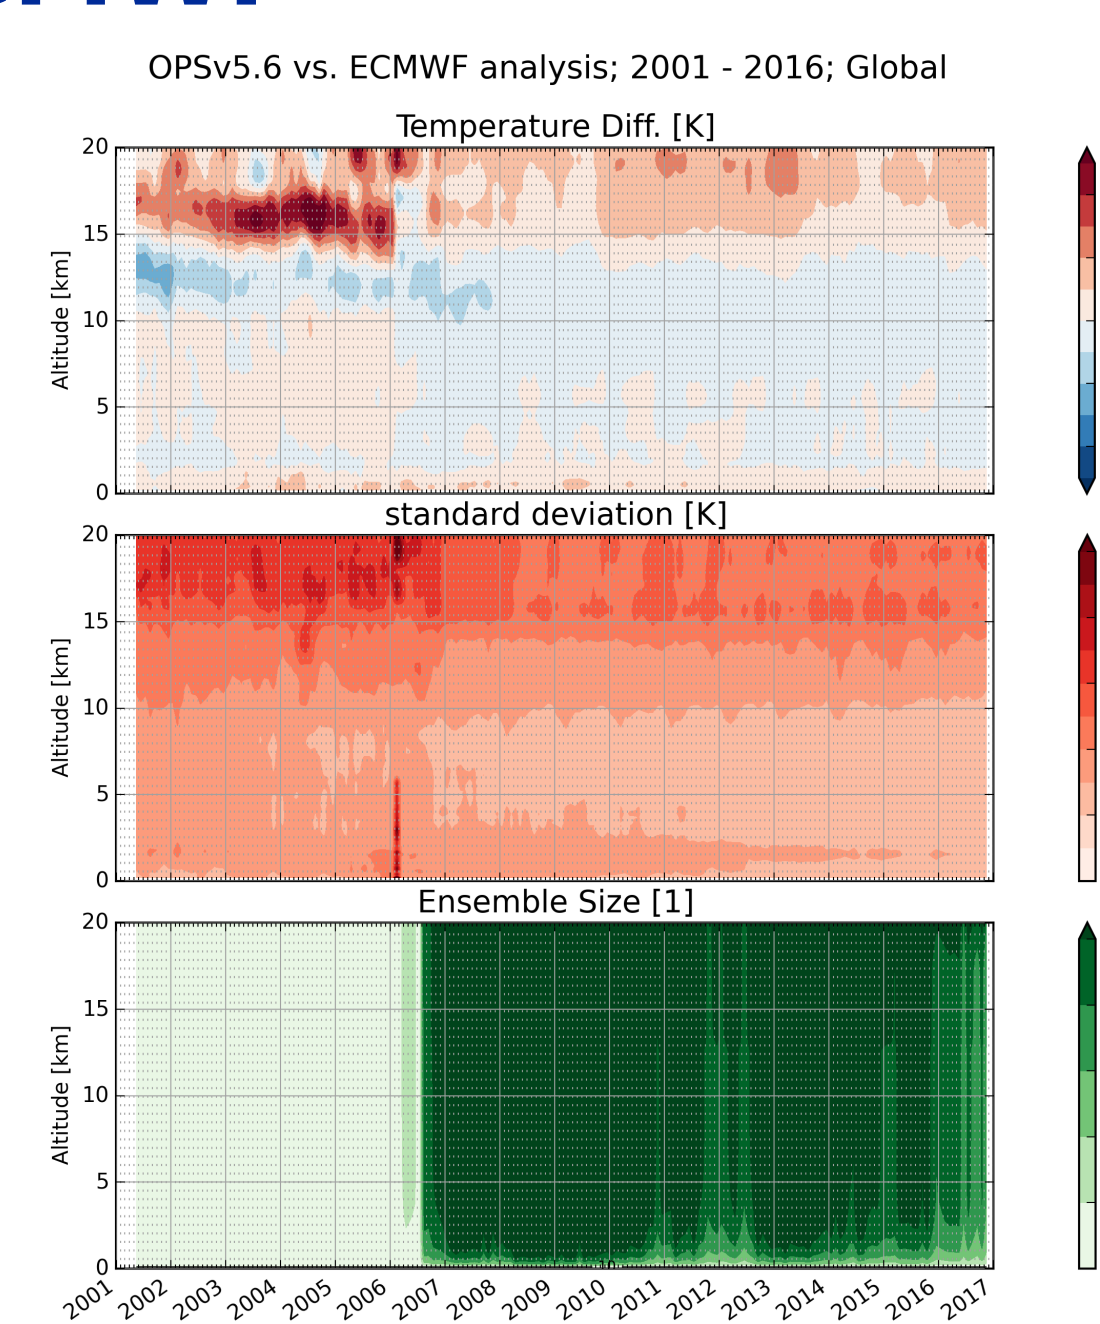 OPSv5.6 vs. ECMWF analysis; 2001 - 2016; Global
Temperature Diff. [K]
20
15
10
5
0
Altitude [km]
standard deviation [K]
20
15
10
5
0
Altitude [km]
Ensemble Size [1]
20
15
10
5
0
Altitude [km]
10
2001 2002 2003 2004 2005 2006 2007 2008 2009 2010 2011 2012 2013 2014 2015 2016 2017